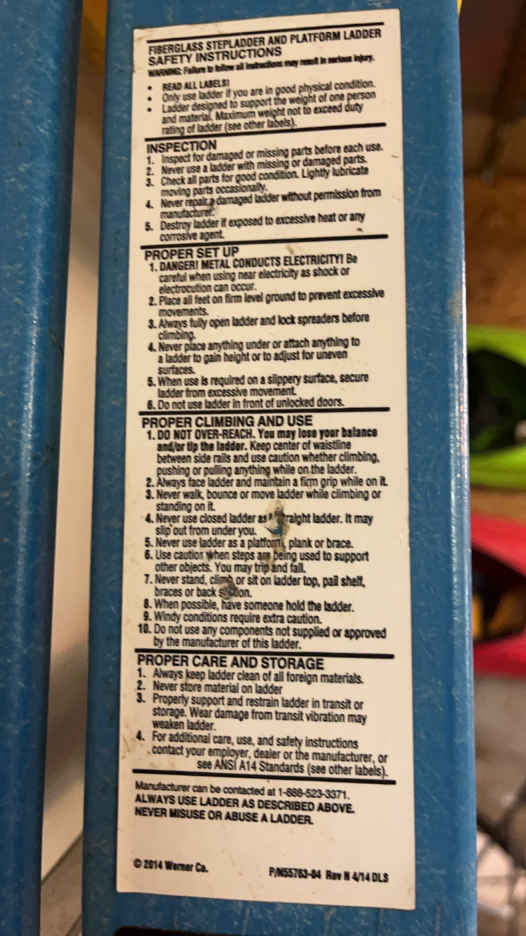 FIBERGLASS STEPLADDER AND PLATFORM LADDER
SAFETY INSTRUCTIONS
WARNING: Failure to follow all instructions may result in serious injury.
• READ ALL LABELS!
• Only use ladder if you are in good physical condition.
• Ladder designed to support the weight of one person
and material. Maximum weight not to exceed duty
rating of ladder (see other labels).
INSPECTION
1. Inspect for damaged or missing parts before each use.
2. Never use a ladder with missing or damaged parts.
3. Check all parts for good condition. Lightly lubricate
moving parts occasionally.
4. Never repair a damaged ladder without permission from
manufacturer.
5. Destroy ladder if exposed to excessive heat or any
corrosive agent.
PROPER SET UP
1. DANGER! METAL CONDUCTS ELECTRICITY! Be
careful when using near electricity as shock or
electrocution can occur.
2. Place all feet on firm level ground to prevent excessive
movements.
3. Always fully open ladder and lock spreaders before
climbing.
4. Never place anything under or attach anything to
a ladder to gain height or to adjust for uneven
surfaces.
5. When use is required on a slippery surface, secure
ladder from excessive movement.
6. Do not use ladder in front of unlocked doors.
PROPER CLIMBING AND USE
1. DO NOT OVER-REACH. You may lose your balance
and/or tip the ladder. Keep center of waistline
between side rails and use caution whether climbing,
pushing or pulling anything while on the ladder.
2. Always face ladder and maintain a firm grip while on it.
3. Never walk, bounce or move ladder while climbing or
standing on it.
4. Never use closed ladder as a straight ladder. It may
slip out from under you.
5. Never use ladder as a platform, plank or brace.
6. Use caution when steps are being used to support
other objects. You may trip and fall.
7. Never stand, climb or sit on ladder top, pail shelf,
braces or back section.
8. When possible, have someone hold the ladder.
9. Windy conditions require extra caution.
10. Do not use any components not supplied or approved
by the manufacturer of this ladder.
PROPER CARE AND STORAGE
1. Always keep ladder clean of all foreign materials.
2. Never store material on ladder
3. Properly support and restrain ladder in transit or
storage. Wear damage from transit vibration may
weaken ladder.
4. For additional care, use, and safety instructions
contact your employer, dealer or the manufacturer, or
see ANSI A14 Standards (see other labels).
Manufacturer can be contacted at 1-888-523-3371.
ALWAYS USE LADDER AS DESCRIBED ABOVE.
NEVER MISUSE OR ABUSE A LADDER.
© 2014 Werner Co. P/N55763-04 Rev N 4/14 DLS